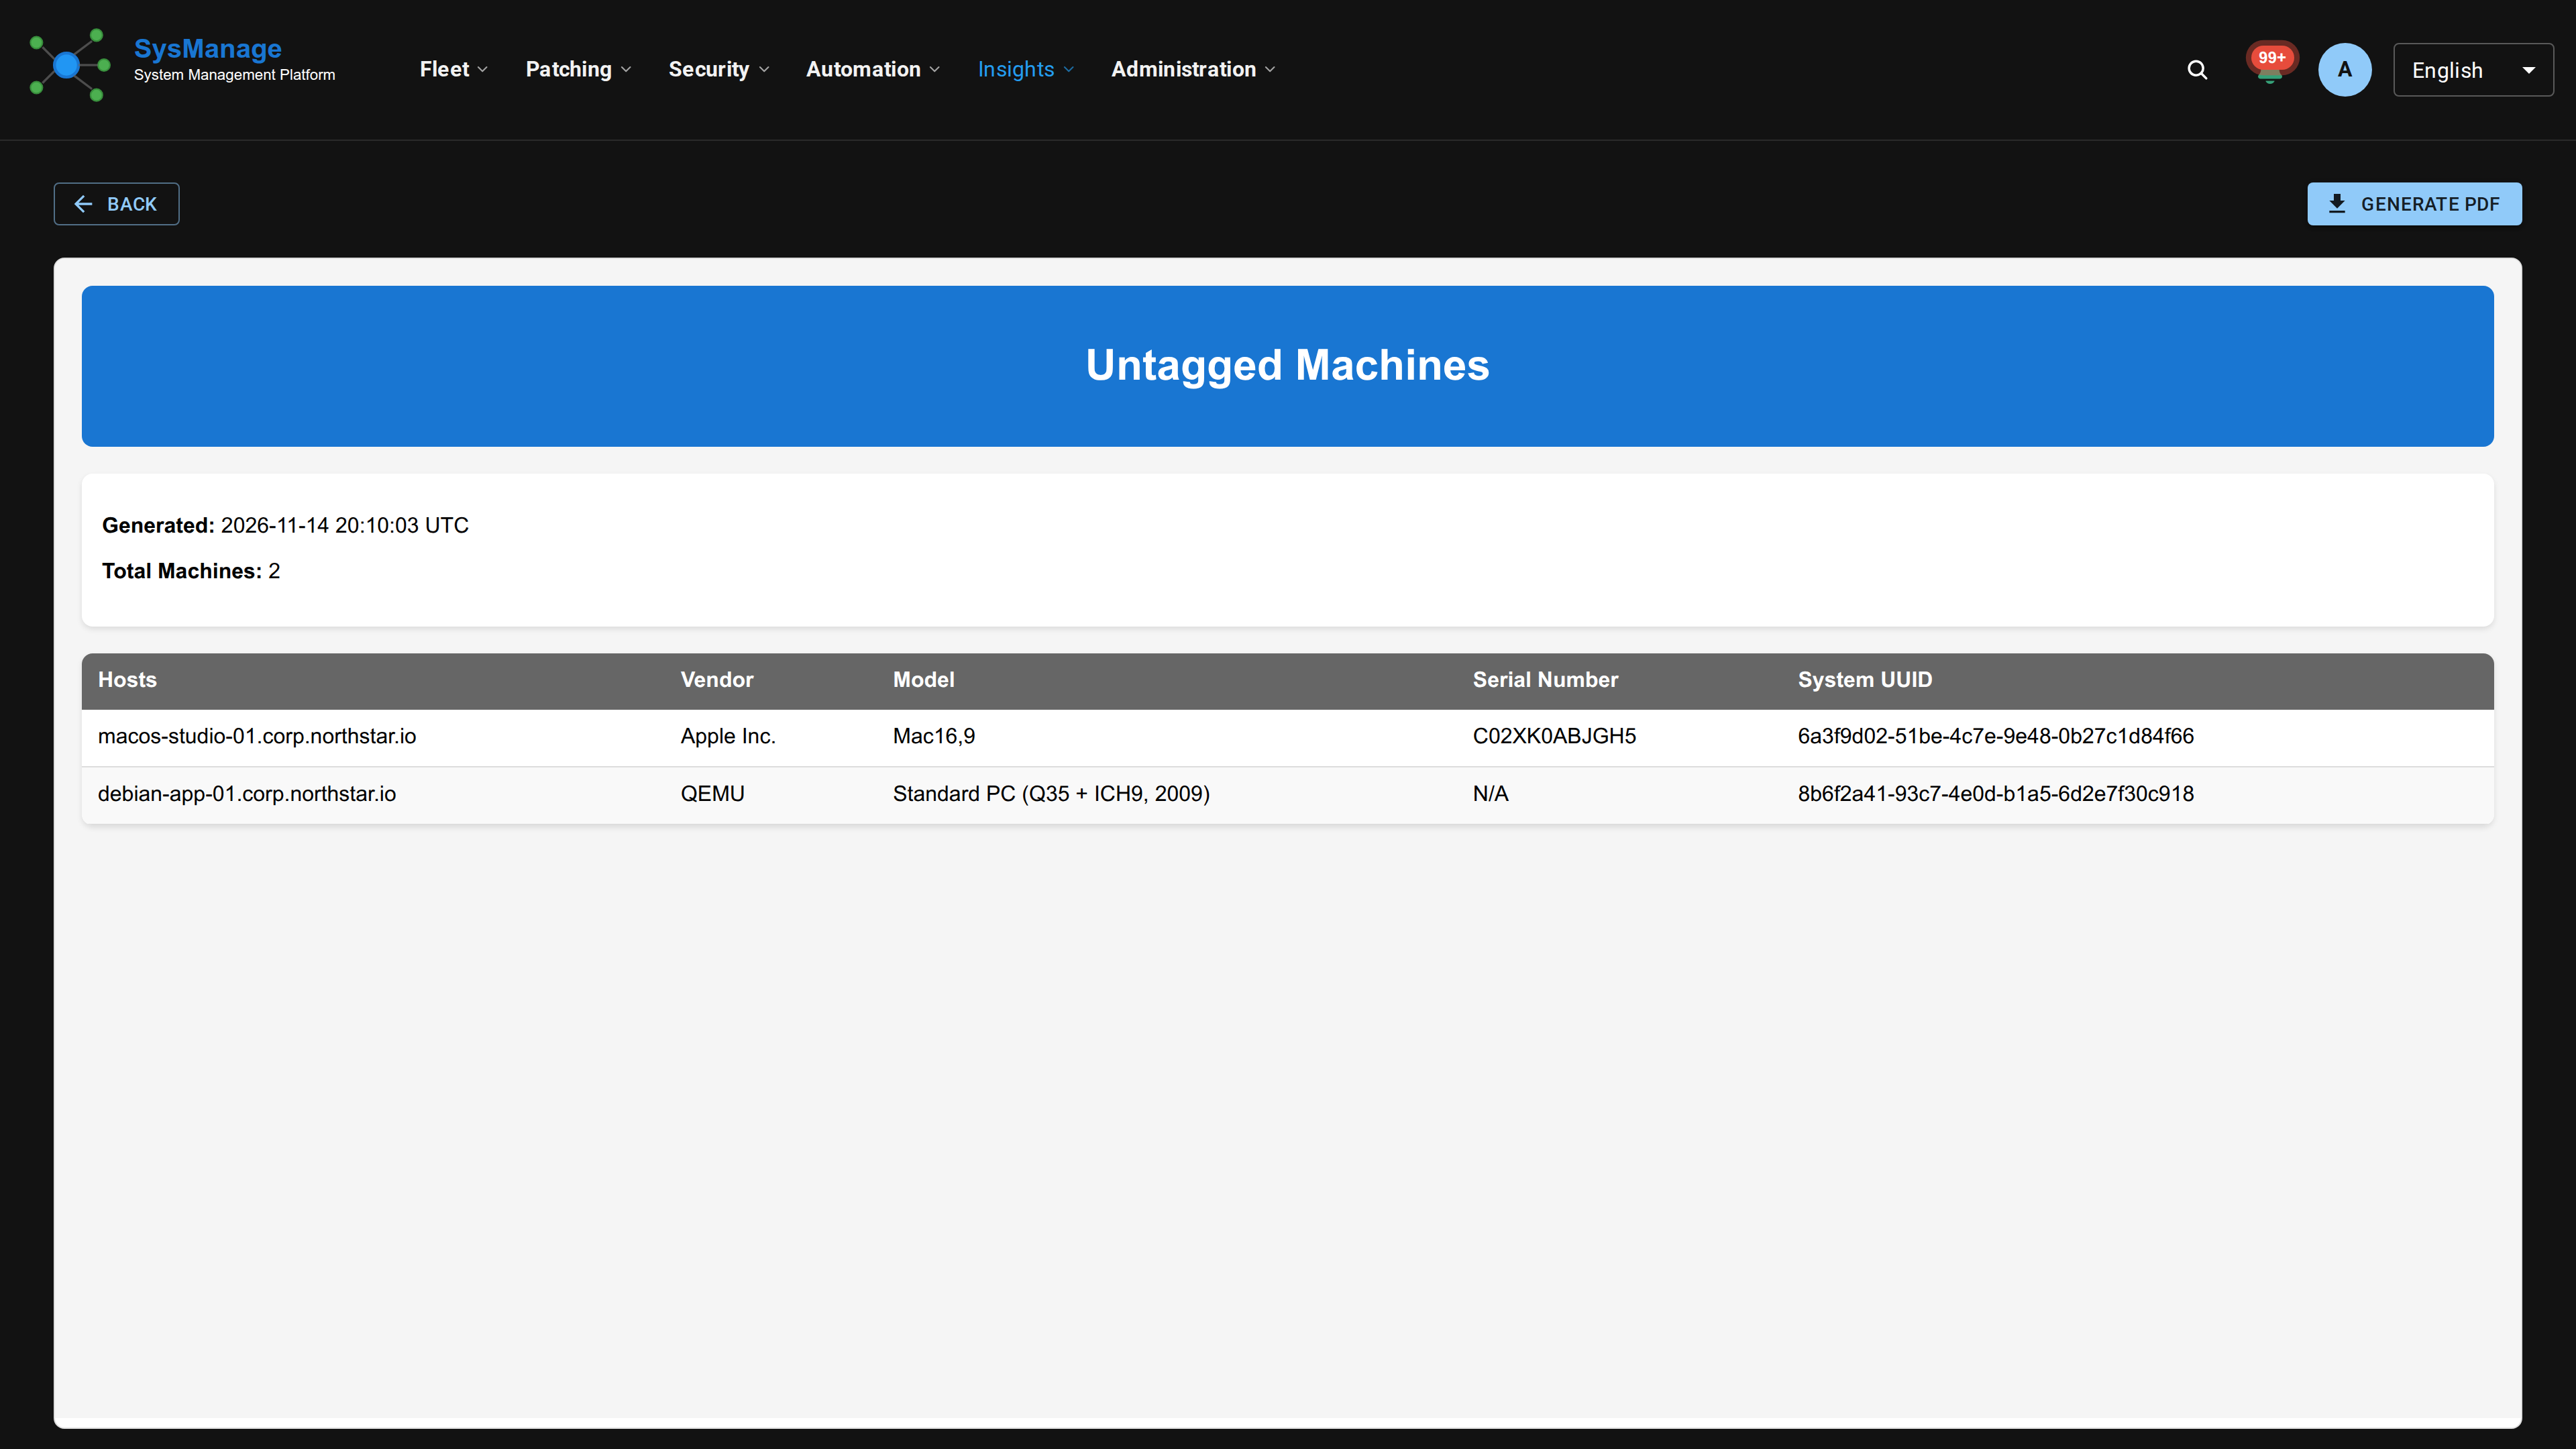 SysManage
System Management Platform
Fleet
Patching
Security
Automation
Insights
Administration
99+
A
English
BACK
GENERATE PDF
Untagged Machines
Generated: 2026-11-14 20:10:03 UTC
Total Machines: 2
Hosts Vendor Model Serial Number System UUID
macos-studio-01.corp.northstar.io Apple Inc. Mac16,9 C02XK0ABJGH5 6a3f9d02-51be-4c7e-9e48-0b27c1d84f66
debian-app-01.corp.northstar.io QEMU Standard PC (Q35 + ICH9, 2009) N/A 8b6f2a41-93c7-4e0d-b1a5-6d2e7f30c918